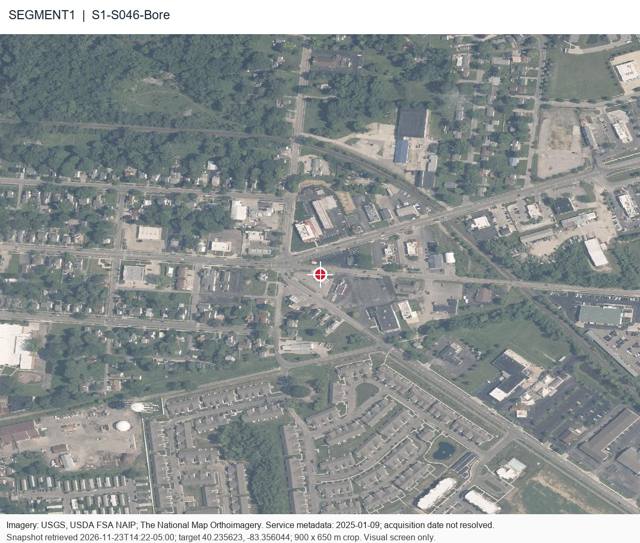 SEGMENT1 | S1-S046-Bore
Imagery: USGS, USDA FSA NAIP; The National Map Orthoimagery. Service metadata: 2025-01-09; acquisition date not resolved.
Snapshot retrieved 2026-11-23T14:22-05:00; target 40.235623, -83.356044; 900 x 650 m crop. Visual screen only.